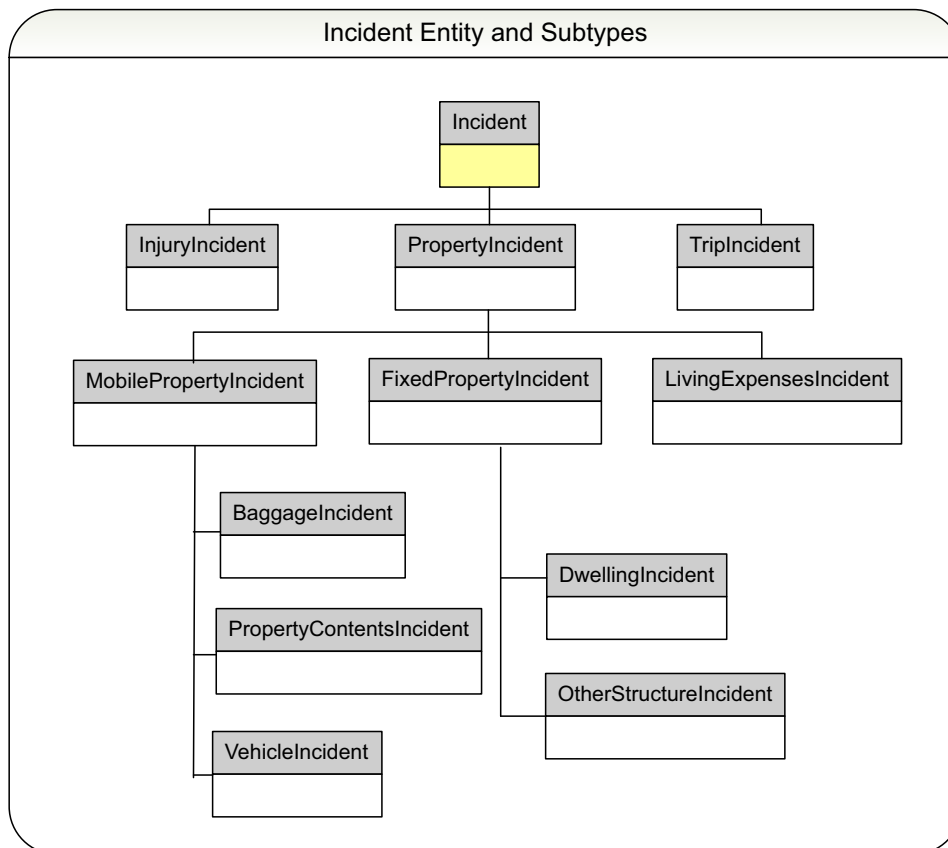 Incident Entity and Subtypes
Incident
InjuryIncident
PropertyIncident
TripIncident
MobilePropertyIncident
FixedPropertyIncident
LivingExpensesIncident
BaggageIncident
DwellingIncident
PropertyContentsIncident
OtherStructureIncident
VehicleIncident